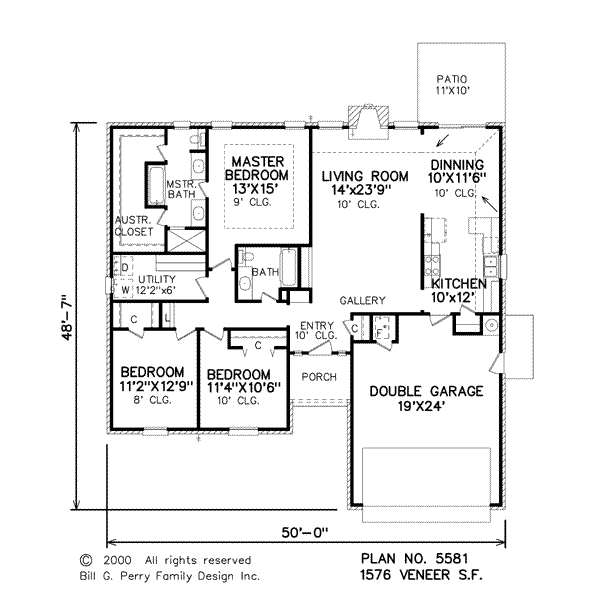 PATIO
11'X10'
MASTER
BEDROOM
13'X15'
9' CLG.
LIVING ROOM
14'x23'9"
10' CLG.
DINNING
10'X11'6"
10' CLG.
MSTR.
BATH
AUSTR.
CLOSET
BATH
D
W
UTILITY
12'2"x6'
KITCHEN
10'x12'
GALLERY
ENTRY
10' CLG.
C
L
C
C
F
48'-7"
BEDROOM
11'2"X12'9"
8' CLG.
BEDROOM
11'4"X10'6"
10' CLG.
PORCH
DOUBLE GARAGE
19'X24'
50'-0"
© 2000 All rights reserved
Bill G. Perry Family Design Inc.
PLAN NO. 5581
1576 VENEER S.F.